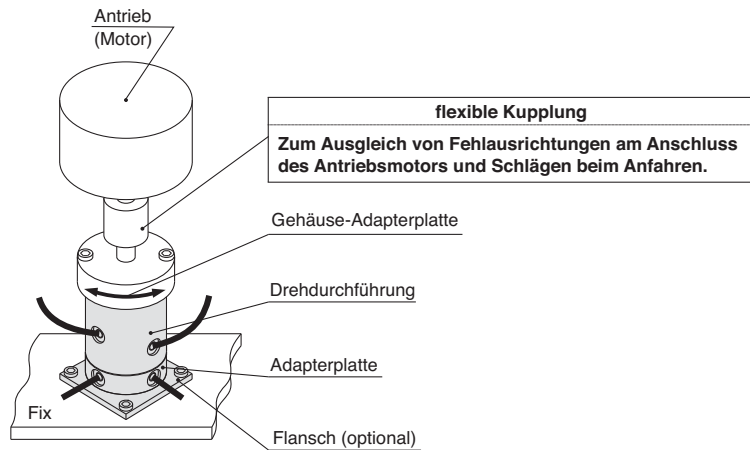 Antrieb
(Motor)
flexible Kupplung
Zum Ausgleich von Fehlausrichtungen am Anschluss
des Antriebsmotors und Schlägen beim Anfahren.
Gehäuse-Adapterplatte
Drehdurchführung
Adapterplatte
Fix
Flansch (optional)